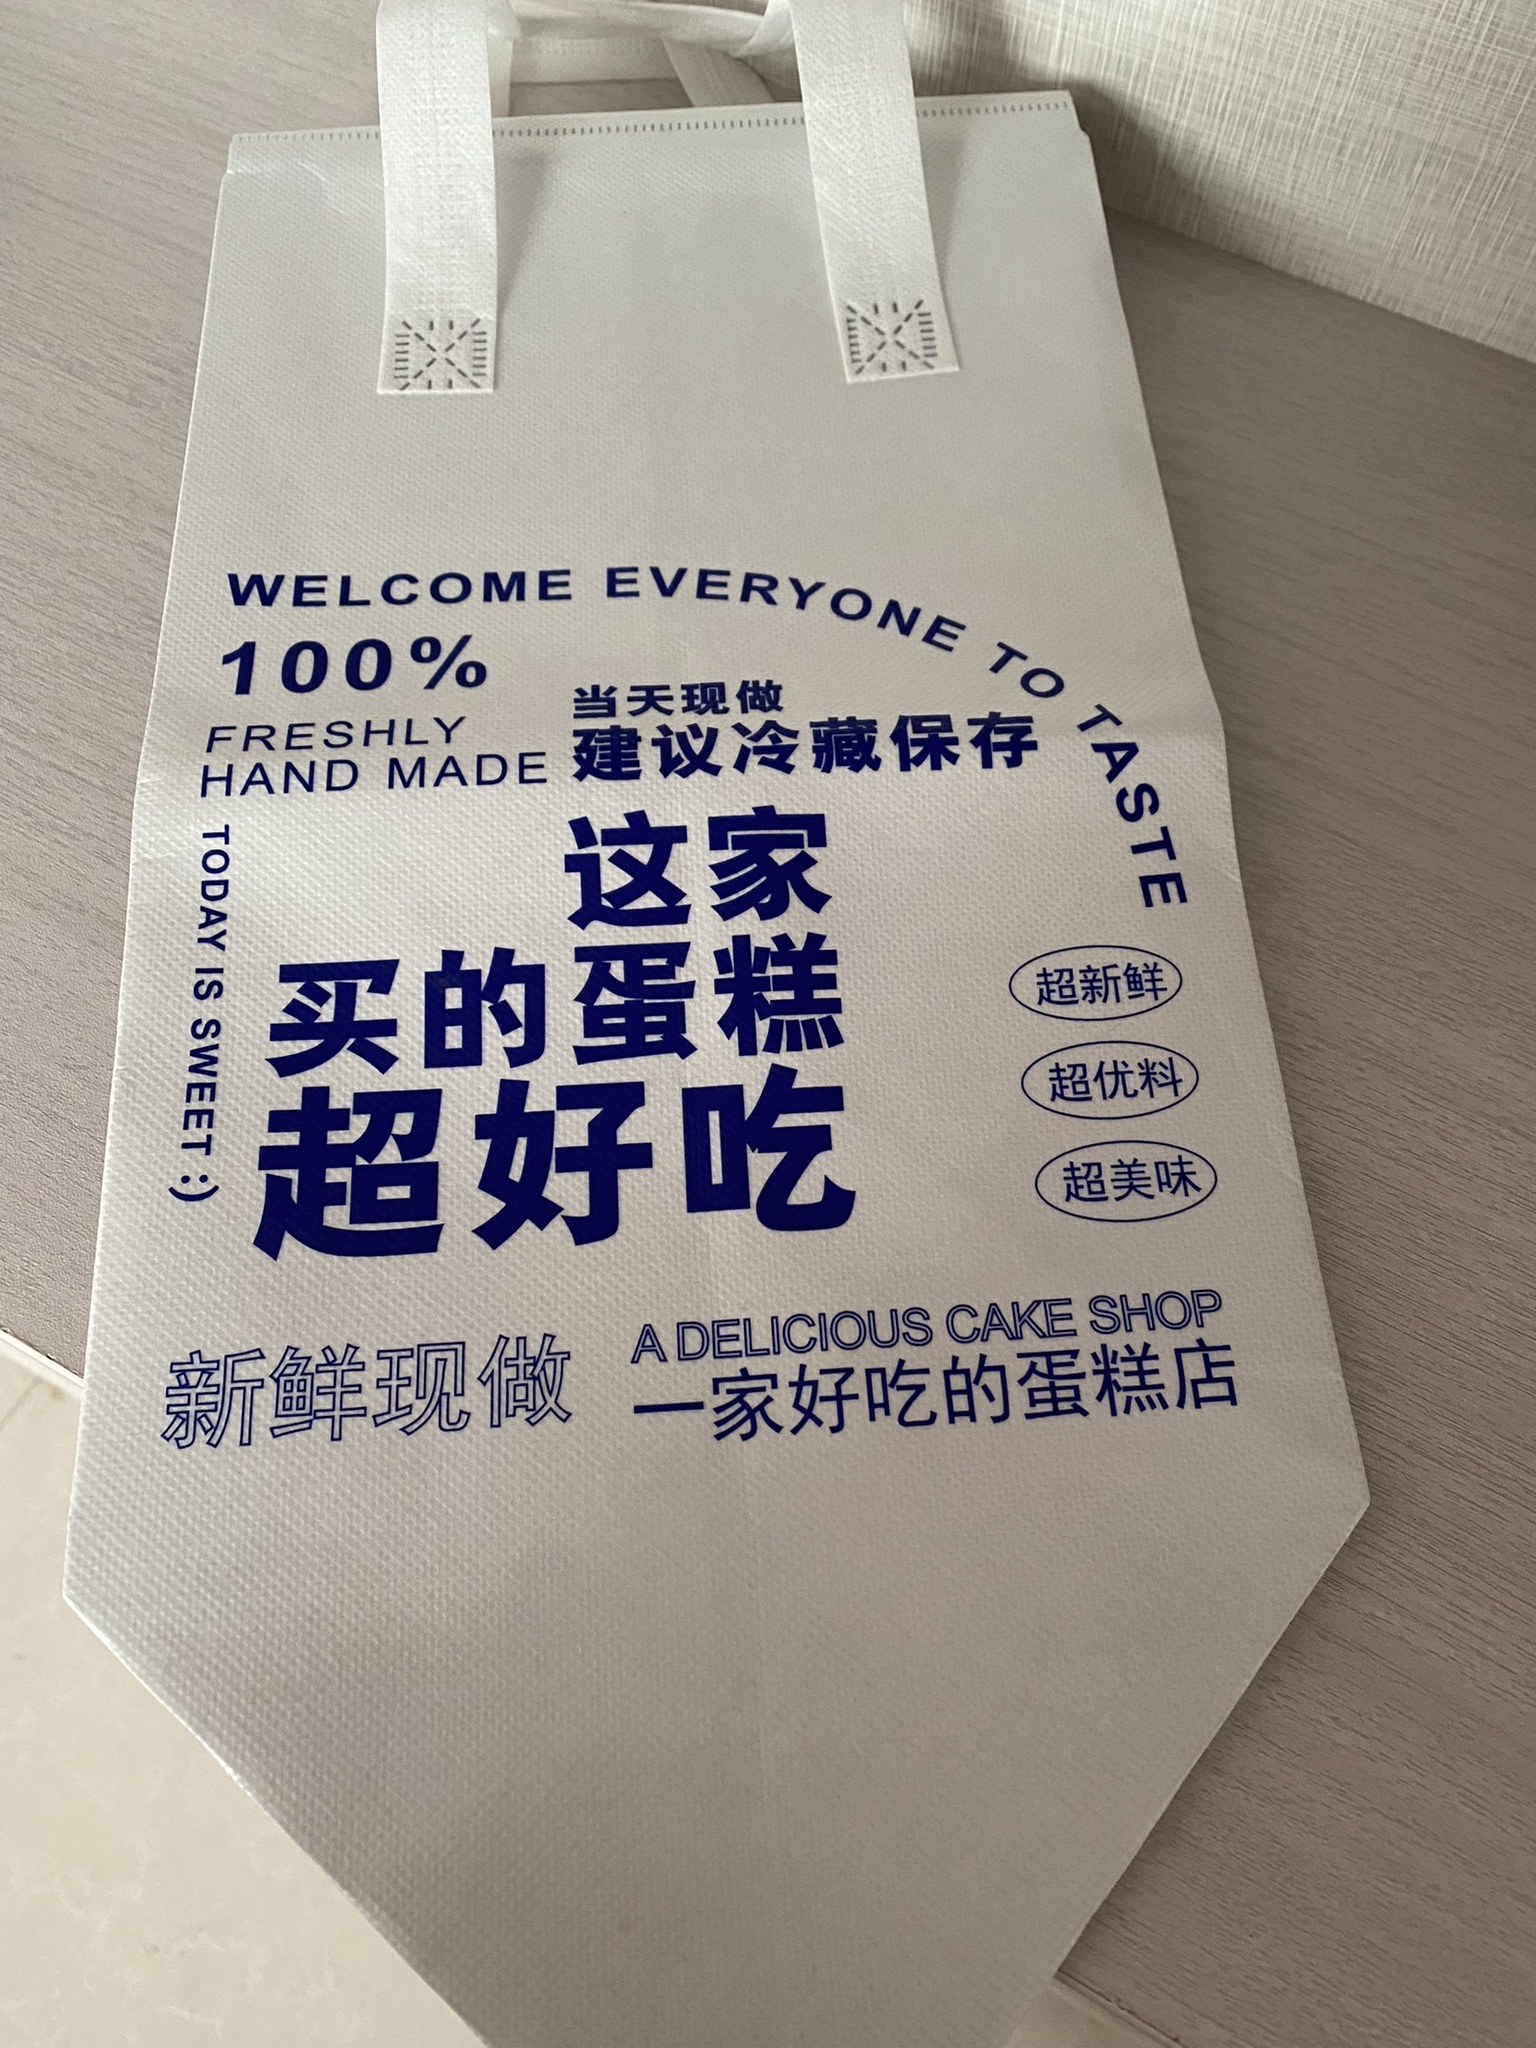 WELCOME EVERYONE TO TASTE
100%
FRESHLY
HAND MADE
当天现做
建议冷藏保存
TODAY IS SWEET :)
这家
买的蛋糕
超好吃
超新鲜
超优料
超美味
新鲜现做
A DELICIOUS CAKE SHOP
一家好吃的蛋糕店